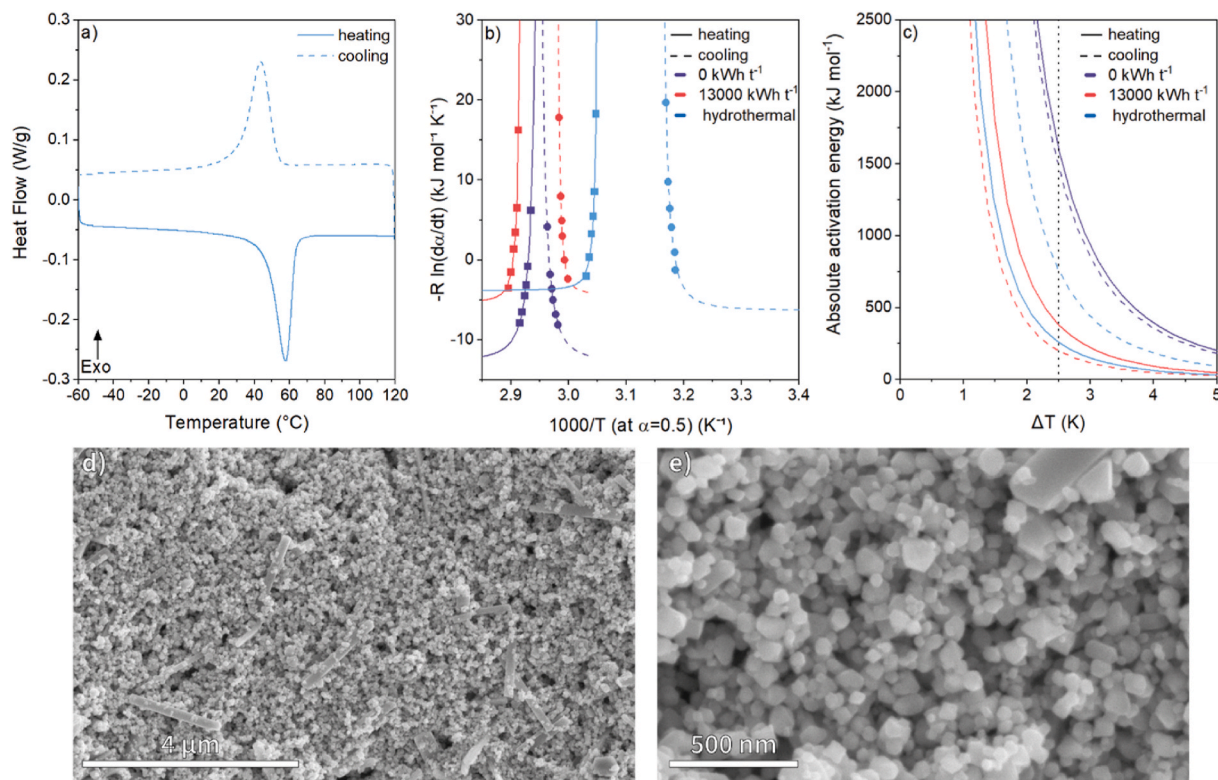 a)
heating
cooling
Heat Flow (W/g)
0.3
0.2
0.1
0.0
-0.1
-0.2
-0.3
Exo
-60 -40 -20 0 20 40 60 80 100 120
Temperature (°C)
b)
heating
cooling
0 kWh t⁻¹
13000 kWh t⁻¹
hydrothermal
-R ln(dα/dt) (kJ mol⁻¹ K⁻¹)
30
20
10
0
-10
2.9 3.0 3.1 3.2 3.3 3.4
1000/T (at α=0.5) (K⁻¹)
c)
heating
cooling
0 kWh t⁻¹
13000 kWh t⁻¹
hydrothermal
Absolute activation energy (kJ mol⁻¹)
2500
2000
1500
1000
500
0
0 1 2 3 4 5
ΔT (K)
d)
4 µm
e)
500 nm